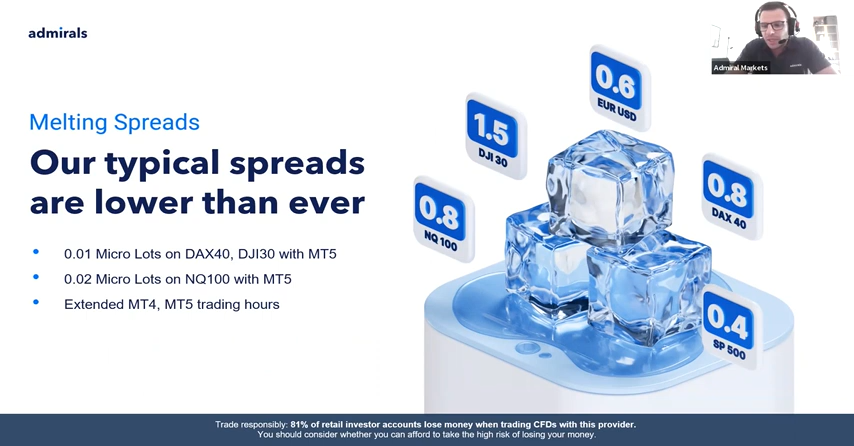 admirals
Admiral Markets
Melting Spreads
Our typical spreads
are lower than ever
• 0.01 Micro Lots on DAX40, DJI30 with MT5
• 0.02 Micro Lots on NQ100 with MT5
• Extended MT4, MT5 trading hours
0.6
EUR USD
1.5
DJI 30
0.8
DAX 40
0.8
NQ 100
0.4
SP 500
Trade responsibly: 81% of retail investor accounts lose money when trading CFDs with this provider.
You should consider whether you can afford to take the high risk of losing your money.